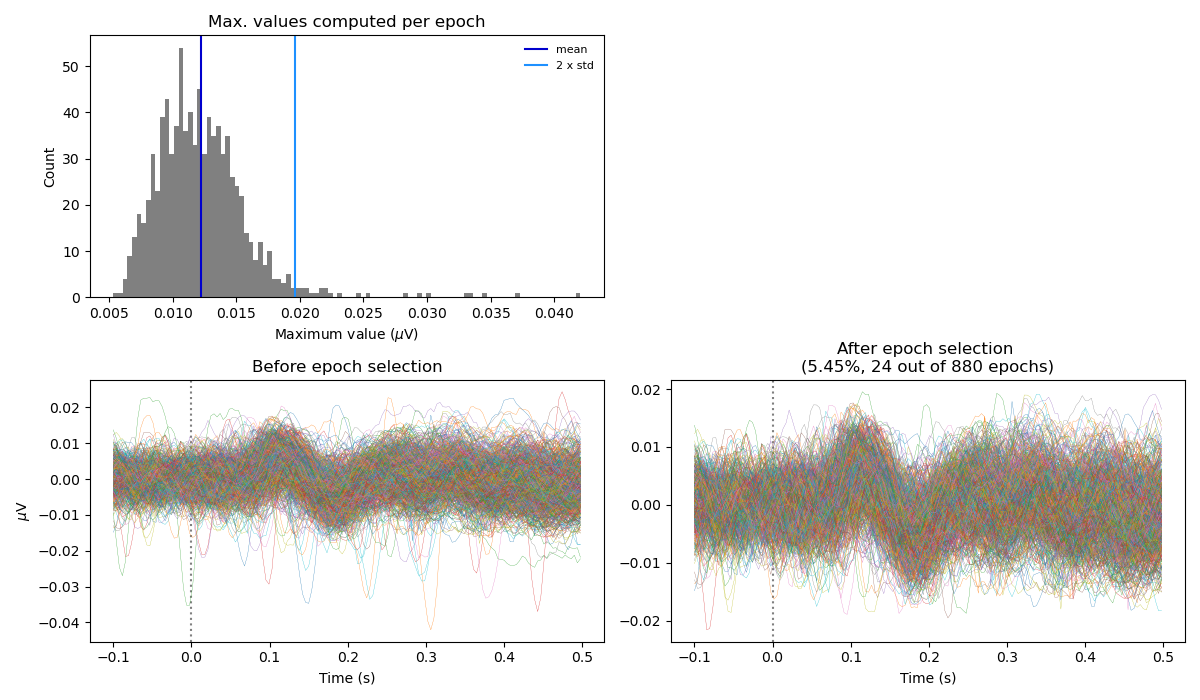 Max. values computed per epoch
mean
2 x std
Count
50
40
30
20
10
0
0.005 0.010 0.015 0.020 0.025 0.030 0.035 0.040
Maximum value (μV)
Before epoch selection
μV
0.02
0.01
0.00
−0.01
−0.02
−0.03
−0.04
−0.1 0.0 0.1 0.2 0.3 0.4 0.5
Time (s)
After epoch selection
(5.45%, 24 out of 880 epochs)
0.02
0.01
0.00
−0.01
−0.02
−0.1 0.0 0.1 0.2 0.3 0.4 0.5
Time (s)